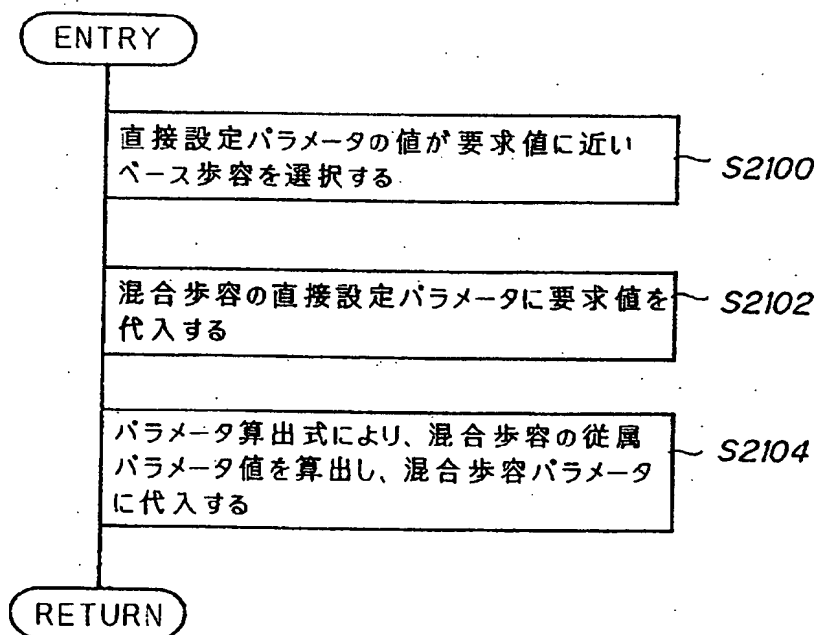 ENTRY
直接設定パラメータの値が要求値に近い
ベース歩容を選択する
S2100
混合歩容の直接設定パラメータに要求値を
代入する
S2102
パラメータ算出式により、混合歩容の従属
パラメータ値を算出し、混合歩容パラメータ
に代入する
S2104
RETURN